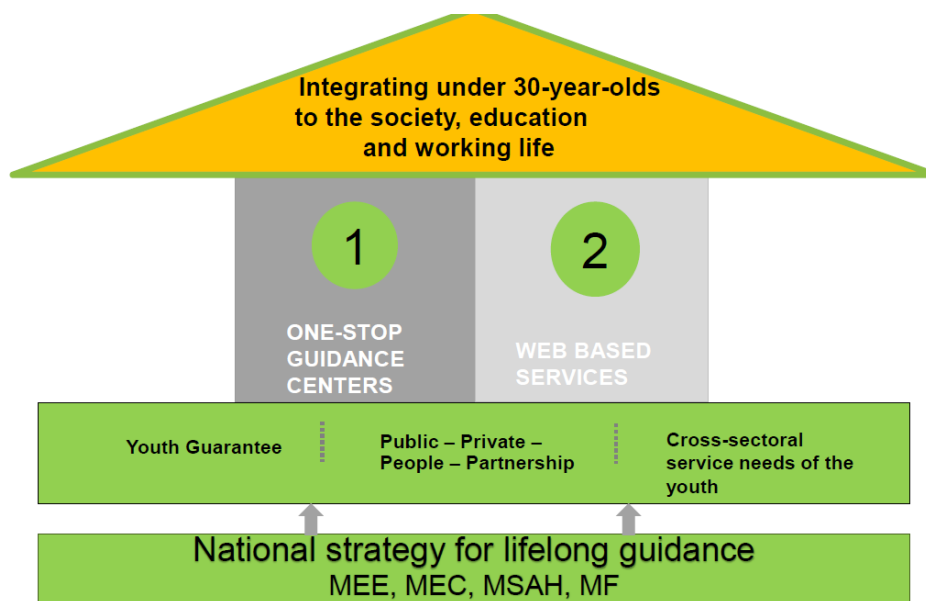 Integrating under 30-year-olds
to the society, education
and working life
1
ONE-STOP
GUIDANCE
CENTERS
2
WEB BASED
SERVICES
Youth Guarantee
Public – Private –
People – Partnership
Cross-sectoral
service needs of the
youth
National strategy for lifelong guidance
MEE, MEC, MSAH, MF